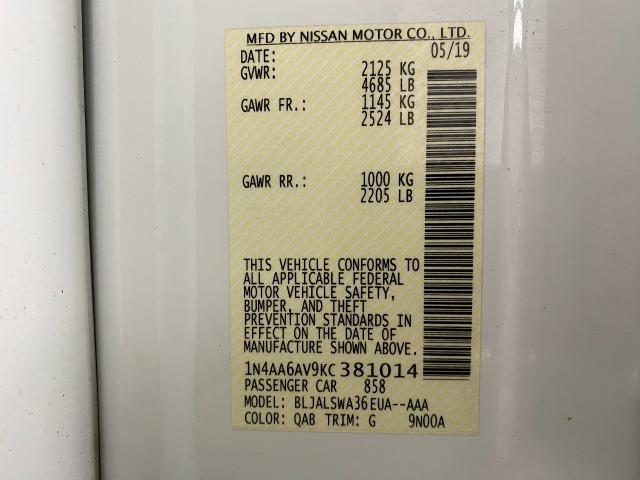 MFD BY NISSAN MOTOR CO., LTD.
DATE: 05/19
GVWR: 2125 KG
4685 LB
GAWR FR.: 1145 KG
2524 LB
GAWR RR.: 1000 KG
2205 LB
THIS VEHICLE CONFORMS TO
ALL APPLICABLE FEDERAL
MOTOR VEHICLE SAFETY,
BUMPER, AND THEFT
PREVENTION STANDARDS IN
EFFECT ON THE DATE OF
MANUFACTURE SHOWN ABOVE.
1N4AA6AV9KC381014
PASSENGER CAR 858
MODEL: BLJALSWA36EUA--AAA
COLOR: QAB TRIM: G 9N00A